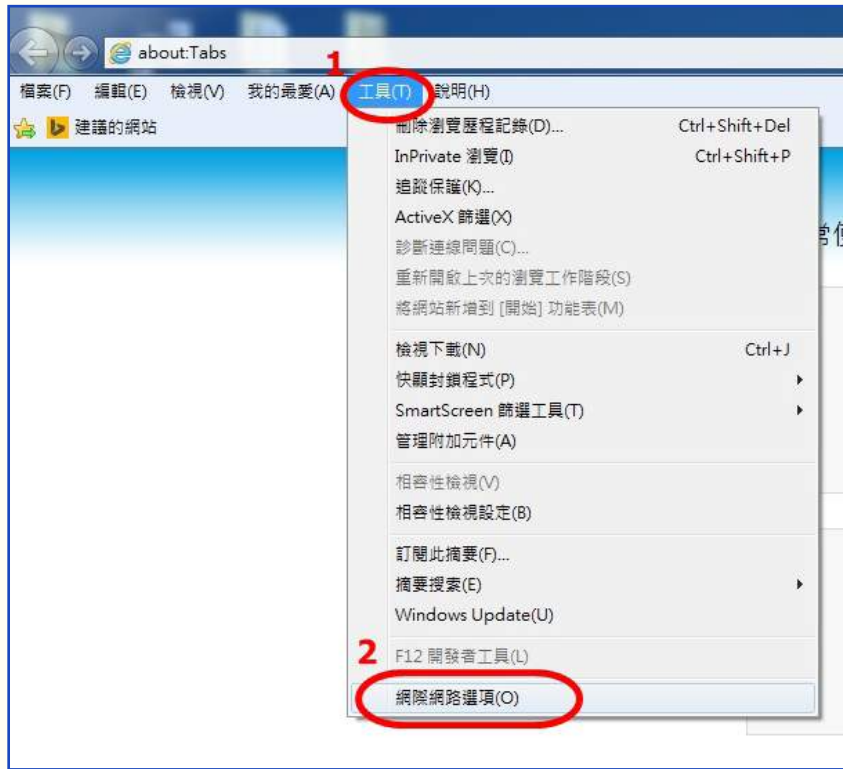 about:Tabs
1
檔案(F) 編輯(E) 檢視(V) 我的最愛(A) 工具(T) 說明(H)
建議的網站
刪除瀏覽歷程記錄(D)... Ctrl+Shift+Del
InPrivate 瀏覽(I) Ctrl+Shift+P
追蹤保護(K)...
ActiveX 篩選(X)
診斷連線問題(C)...
重新開啟上次的瀏覽工作階段(S)
將網站新增到 [開始] 功能表(M)
檢視下載(N) Ctrl+J
快顯封鎖程式(P)
SmartScreen 篩選工具(T)
管理附加元件(A)
相容性檢視(V)
相容性檢視設定(B)
訂閱此摘要(F)...
摘要搜索(E)
Windows Update(U)
2
F12 開發者工具(L)
網際網路選項(O)